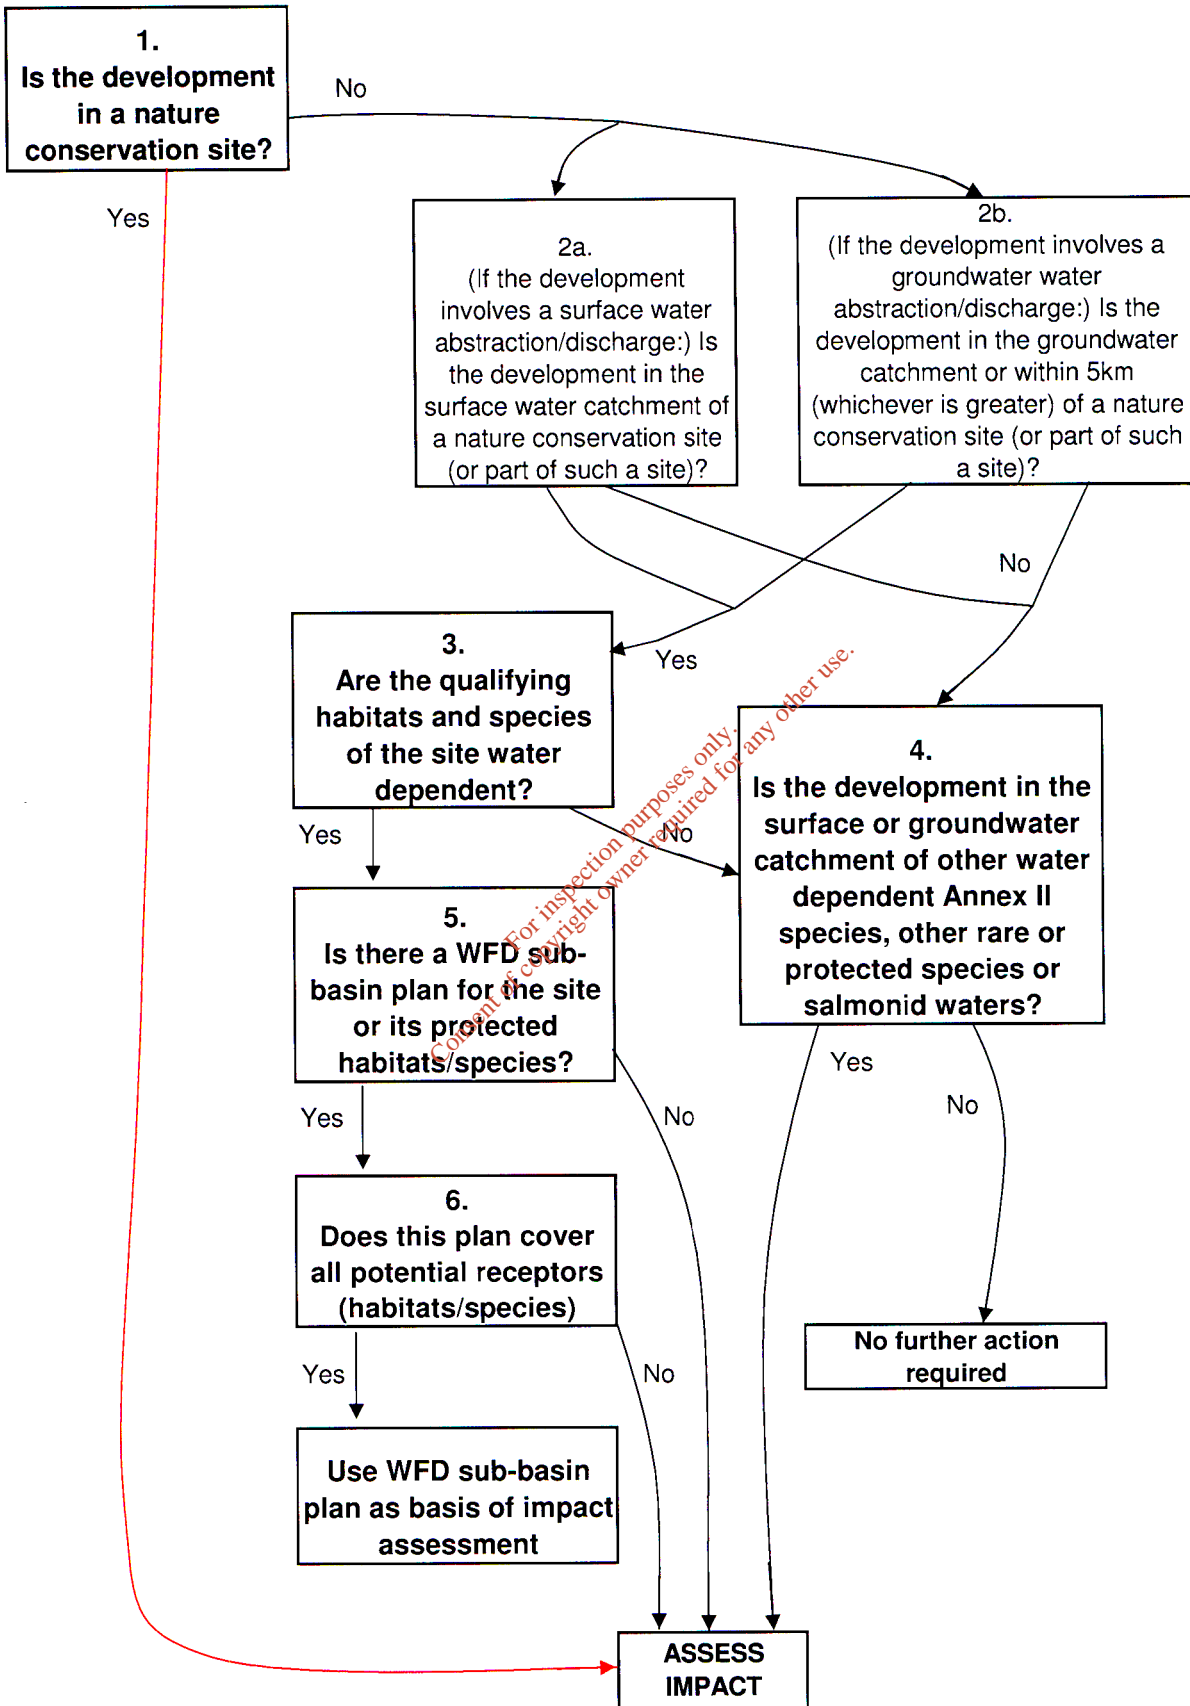 1.
Is the development
in a nature
conservation site?
No
Yes
2a.
(If the development
involves a surface water
abstraction/discharge:) Is
the development in the
surface water catchment of
a nature conservation site
(or part of such a site)?
2b.
(If the development involves a
groundwater water
abstraction/discharge:) Is the
development in the groundwater
catchment or within 5km
(whichever is greater) of a nature
conservation site (or part of such
a site)?
No
Yes
3.
Are the qualifying
habitats and species
of the site water
dependent?
Yes
No
4.
Is the development in the
surface or groundwater
catchment of other water
dependent Annex II
species, other rare or
protected species or
salmonid waters?
5.
Is there a WFD sub-
basin plan for the site
or its protected
habitats/species?
Yes
No
Yes
No
6.
Does this plan cover
all potential receptors
(habitats/species)
Yes
No
No further action
required
Use WFD sub-basin
plan as basis of impact
assessment
ASSESS
IMPACT
For inspection purposes only.
Consent of copyright owner required for any other use.